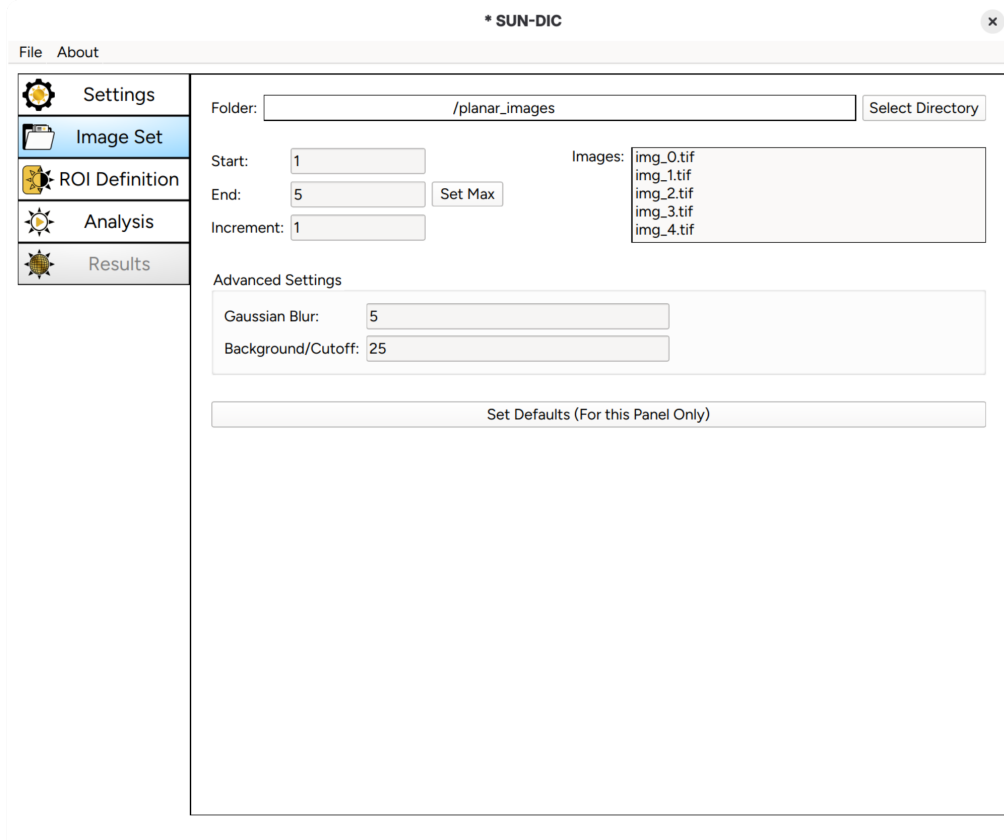 * SUN-DIC
File About
Settings
Image Set
ROI Definition
Analysis
Results
Folder: /planar_images Select Directory
Start: 1
End: 5 Set Max
Increment: 1
Images:
img_0.tif
img_1.tif
img_2.tif
img_3.tif
img_4.tif
Advanced Settings
Gaussian Blur: 5
Background/Cutoff: 25
Set Defaults (For this Panel Only)